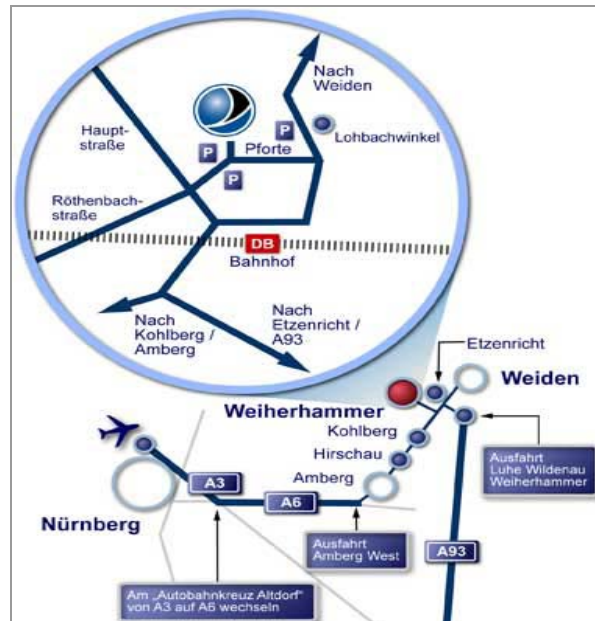 Nach
Weiden
Haupt-
straße
P
Lohbachwinkel
P
Pforte
P
Röthenbach-
straße
DB
Bahnhof
Nach
Kohlberg /
Amberg
Nach
Etzenricht /
A93
Etzenricht
Weiden
Weiherhammer
Kohlberg
Hirschau
Amberg
Ausfahrt
Luhe Wildenau
Weiherhammer
A3
A6
Nürnberg
Ausfahrt
Amberg West
A93
Am „Autobahnkreuz Altdorf"
von A3 auf A6 wechseln